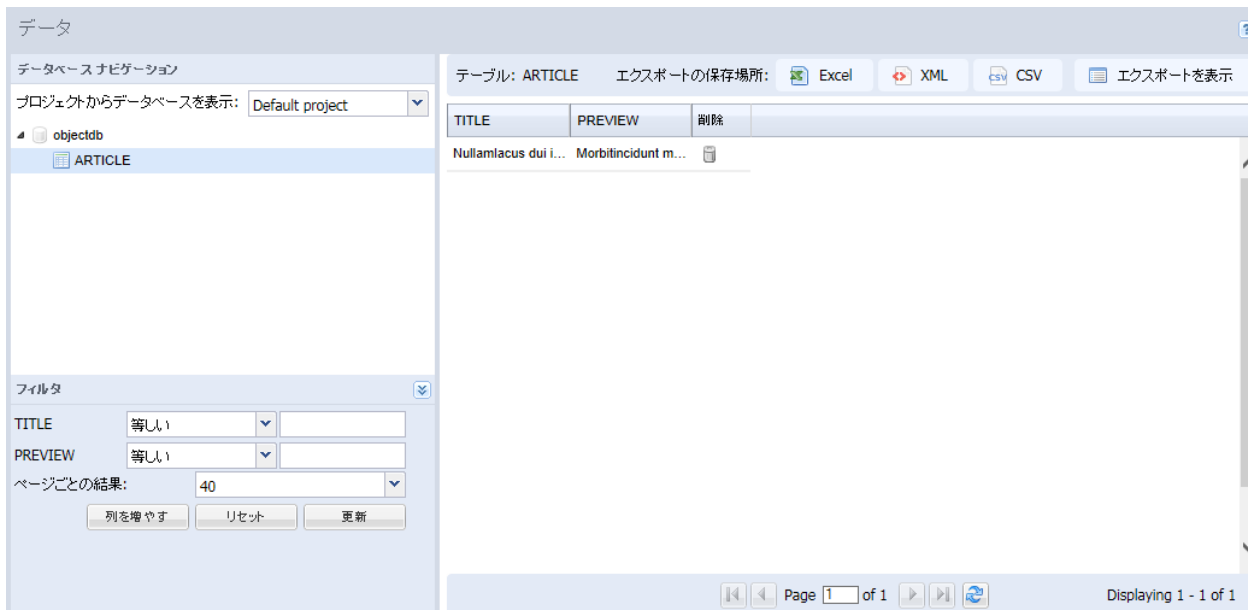 データ
データベース ナビゲーション
プロジェクトからデータベースを表示: Default project
objectdb
ARTICLE
フィルタ
TITLE 等しい
PREVIEW 等しい
ページごとの結果: 40
列を増やす リセット 更新
テーブル: ARTICLE エクスポートの保存場所: Excel XML CSV エクスポートを表示
TITLE PREVIEW 削除
Nullamlacus dui i... Morbitincidunt m...
Page 1 of 1 Displaying 1 - 1 of 1